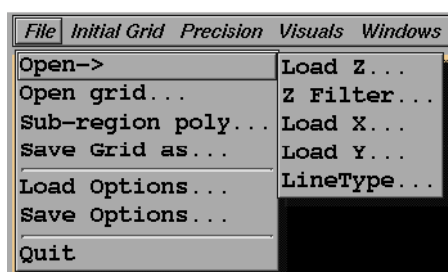 File Initial Grid Precision Visuals Windows
Open->
Open grid...
Sub-region poly...
Save Grid as...
Load Options...
Save Options...
Quit
Load Z...
Z Filter...
Load X...
Load Y...
LineType...